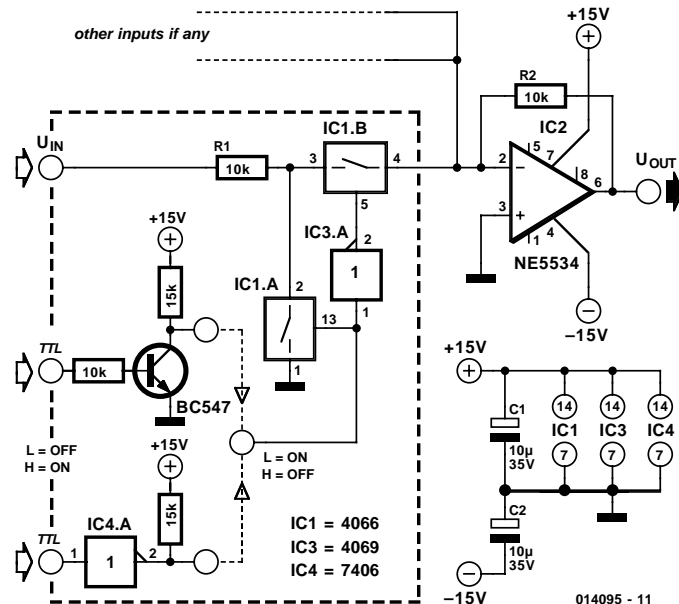 other inputs if any
+15V
R2
10k
IC2
UIN
R1
10k
IC1.B
3
4
5
2
3
5
7
8
6
1
4
UOUT
NE5534
–15V
+15V
15k
IC3.A
2
1
1
IC1.A
2
13
1
TTL
10k
BC547
L = OFF
H = ON
+15V
15k
L = ON
H = OFF
TTL
IC4.A
1
1
2
IC1 = 4066
IC3 = 4069
IC4 = 7406
+15V
C1
10µ
35V
14
14
14
IC1
IC3
IC4
7
7
7
C2
10µ
35V
–15V
014095 - 11